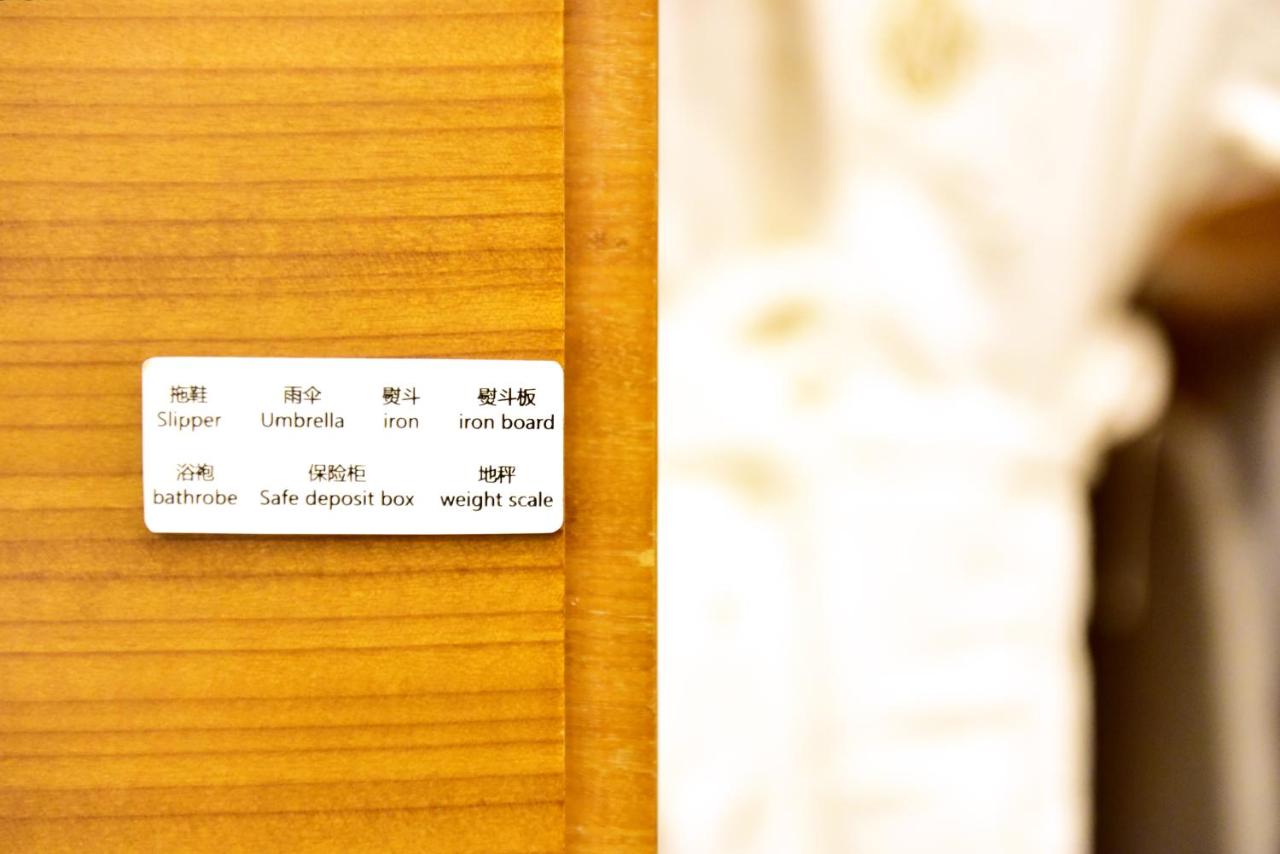 拖鞋 雨伞 熨斗 熨斗板
Slipper Umbrella iron iron board
浴袍 保险柜 地秤
bathrobe Safe deposit box weight scale